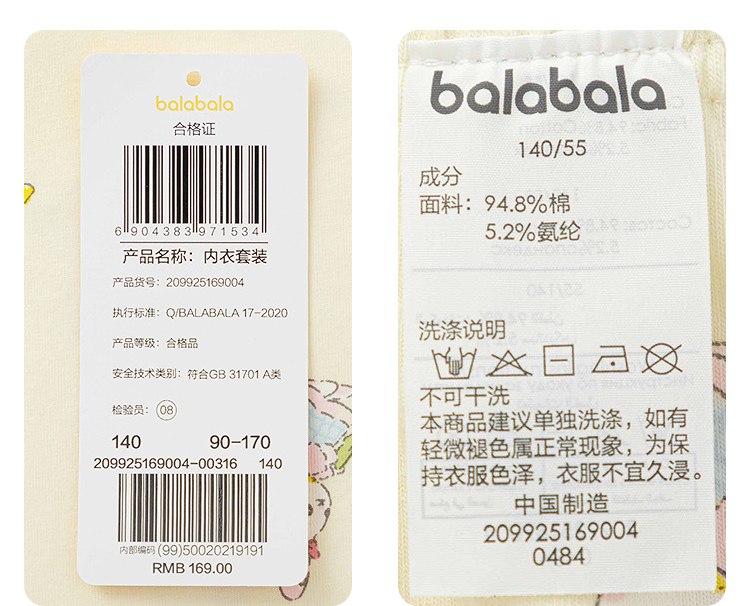 balabala
合格证
6 904383 971534
产品名称：内衣套装
产品货号：209925169004
执行标准：Q/BALABALA 17-2020
产品等级：合格品
安全技术类别：符合GB 31701 A类
检验员：08
140 90-170
209925169004-00316 140
内部编码 (99)50020219191
RMB 169.00
balabala
140/55
成分
面料：94.8%棉
5.2%氨纶
洗涤说明
不可干洗
本商品建议单独洗涤，如有
轻微褪色属正常现象，为保
持衣服色泽，衣服不宜久浸。
中国制造
209925169004
0484